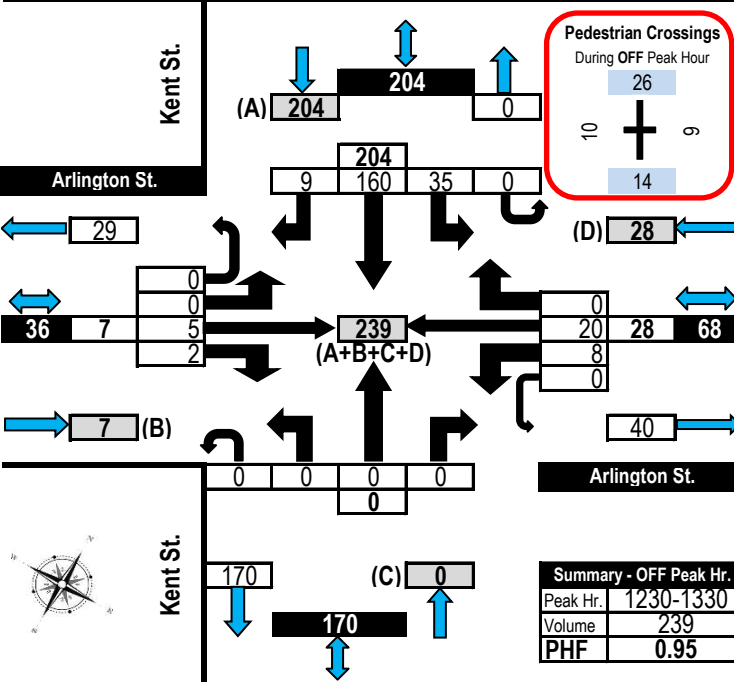 Kent St.
204
(A) 204
0
Pedestrian Crossings
During OFF Peak Hour
26
10
9
14
204
9 160 35 0
Arlington St.
29
(D) 28
0
0
36 7 5
2
239
(A+B+C+D)
0
20 28 68
8
0
7 (B)
40
0 0 0 0
0
Arlington St.
Kent St.
170
(C) 0
170
Summary - OFF Peak Hr.
Peak Hr. 1230-1330
Volume 239
PHF 0.95